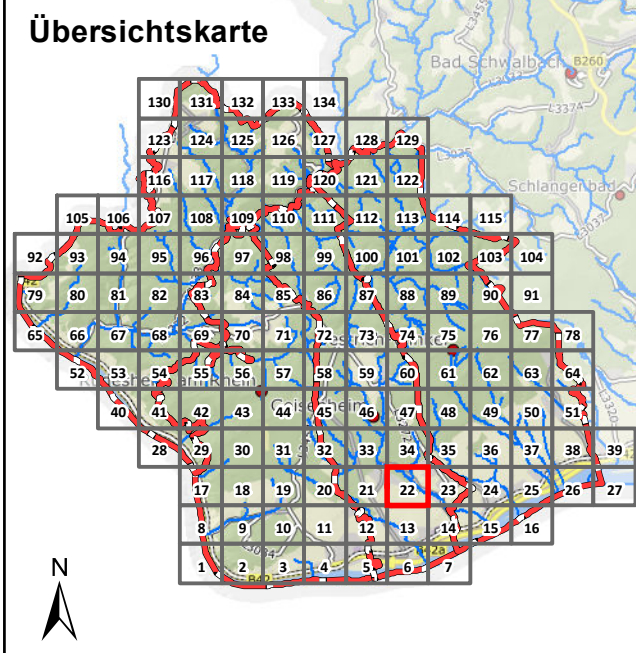 Übersichtskarte
Bad Schwalbach B260
L3374
130 131 132 133 134
123 124 125 126 127 128 129
L3035
116 117 118 119 120 121 122
Schlangenbad
105 106 107 108 109 110 111 112 113 114 115
L3037
92 93 94 95 96 97 98 99 100 101 102 103 104
79 80 81 82 83 84 85 86 87 88 89 90 91
65 66 67 68 69 70 71 72 73 74 75 76 77 78
52 53 54 55 56 57 58 59 60 61 62 63 64
40 41 42 43 44 45 46 47 48 49 50 51
L3320
28 29 30 31 32 33 34 35 36 37 38 39
17 18 19 20 21 22 23 24 25 26 27
8 9 10 11 12 13 14 15 16
L3034
B42a
1 2 3 4 5 6 7
B42
N